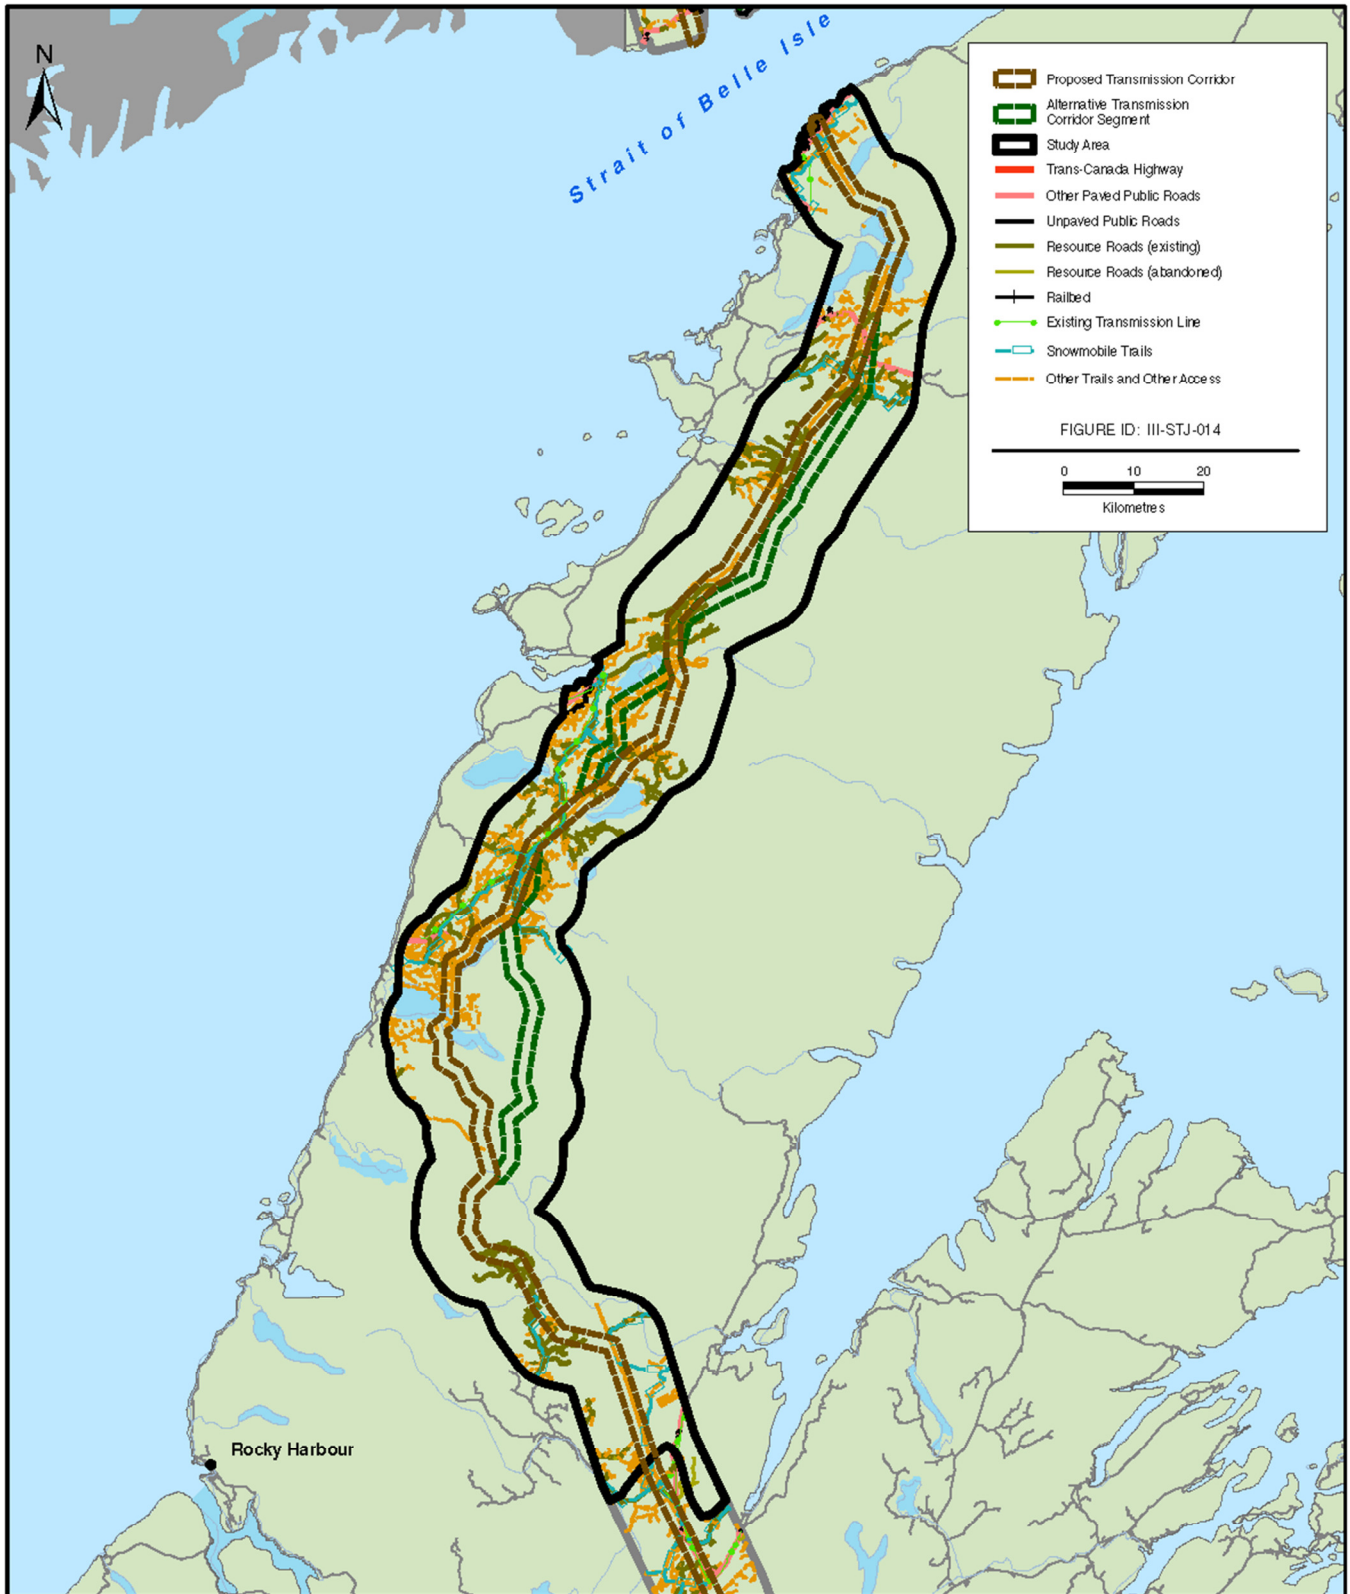 N
Strait of Belle Isle
Proposed Transmission Corridor
Alternative Transmission
Corridor Segment
Study Area
Trans-Canada Highway
Other Paved Public Roads
Unpaved Public Roads
Resource Roads (existing)
Resource Roads (abandoned)
Railbed
Existing Transmission Line
Snowmobile Trails
Other Trails and Other Access
FIGURE ID: III-STJ-014
0 10 20
Kilometres
Rocky Harbour